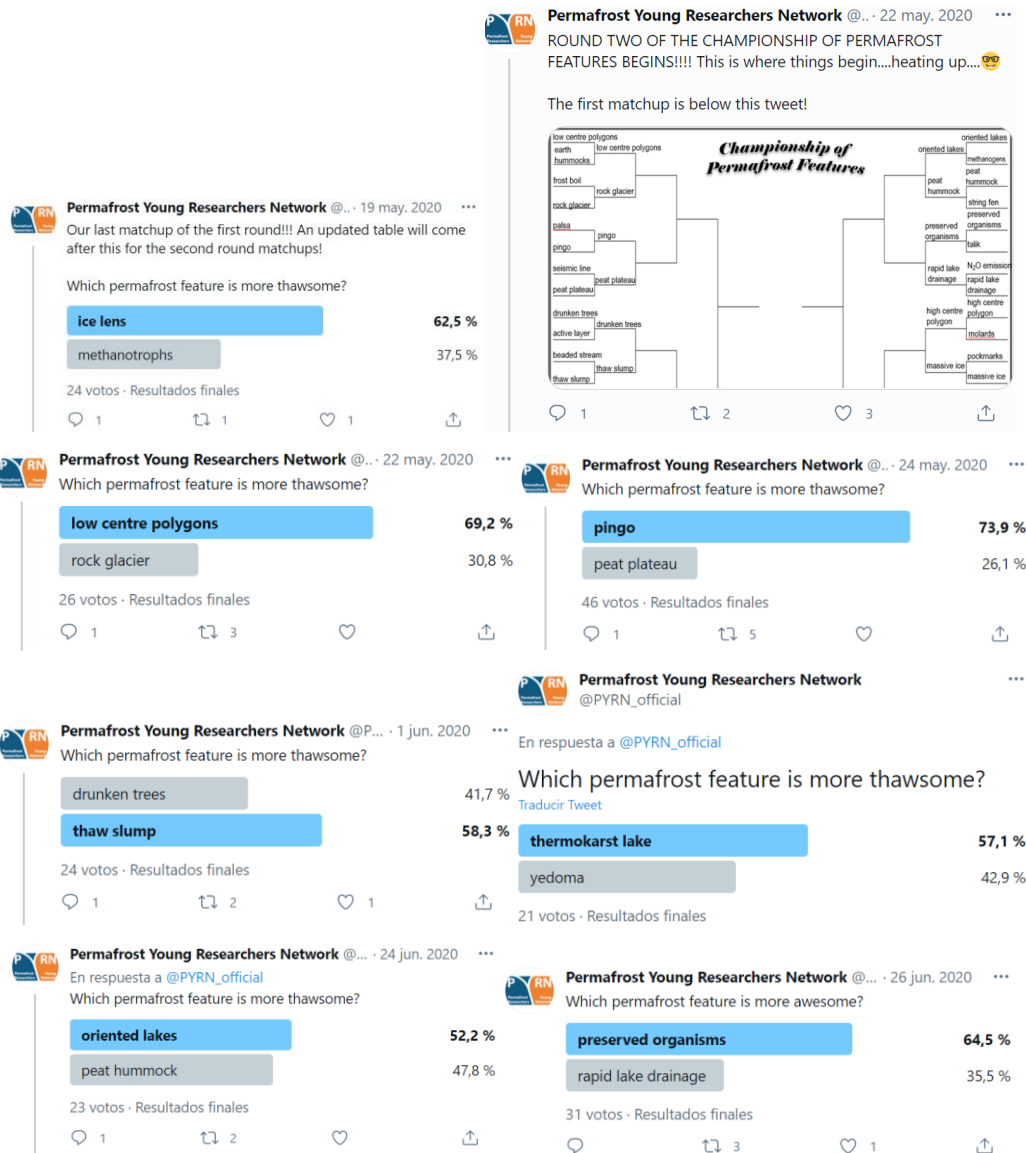 Permafrost Young Researchers Network @.. · 22 may. 2020
ROUND TWO OF THE CHAMPIONSHIP OF PERMAFROST
FEATURES BEGINS!!!! This is where things begin....heating up....🤓
The first matchup is below this tweet!
Championship of
Permafrost Features
low centre polygons
earth
hummocks
low centre polygons
frost boil
rock glacier
rock glacier
palsa
pingo
pingo
seismic line
peat plateau
peat plateau
drunken trees
drunken trees
active layer
beaded stream
thaw slump
thaw slump
oriented lakes
oriented lakes
methanogens
peat
hummock
peat
hummock
string fen
preserved
organisms
preserved
organisms
talik
N₂O emission
rapid lake
drainage
rapid lake
drainage
high centre
polygon
high centre
polygon
molards
pockmarks
massive ice
massive ice
1
2
3
P RN
Permafrost Young Researchers Network @.. · 19 may. 2020
Our last matchup of the first round!!! An updated table will come
after this for the second round matchups!
Which permafrost feature is more thawsome?
ice lens 62,5 %
methanotrophs 37,5 %
24 votos · Resultados finales
1 1 1
P RN
Permafrost Young Researchers Network @.. · 22 may. 2020
Which permafrost feature is more thawsome?
low centre polygons 69,2 %
rock glacier 30,8 %
26 votos · Resultados finales
1 3
P RN
Permafrost Young Researchers Network @.. · 24 may. 2020
Which permafrost feature is more thawsome?
pingo 73,9 %
peat plateau 26,1 %
46 votos · Resultados finales
1 5
P RN
Permafrost Young Researchers Network @P... · 1 jun. 2020
Which permafrost feature is more thawsome?
drunken trees 41,7 %
thaw slump 58,3 %
24 votos · Resultados finales
1 2 1
P RN
Permafrost Young Researchers Network
@PYRN_official
En respuesta a @PYRN_official
Which permafrost feature is more thawsome?
Traducir Tweet
thermokarst lake 57,1 %
yedoma 42,9 %
21 votos · Resultados finales
P RN
Permafrost Young Researchers Network @... · 24 jun. 2020
En respuesta a @PYRN_official
Which permafrost feature is more thawsome?
oriented lakes 52,2 %
peat hummock 47,8 %
23 votos · Resultados finales
1 2
P RN
Permafrost Young Researchers Network @... · 26 jun. 2020
Which permafrost feature is more awesome?
preserved organisms 64,5 %
rapid lake drainage 35,5 %
31 votos · Resultados finales
3 1